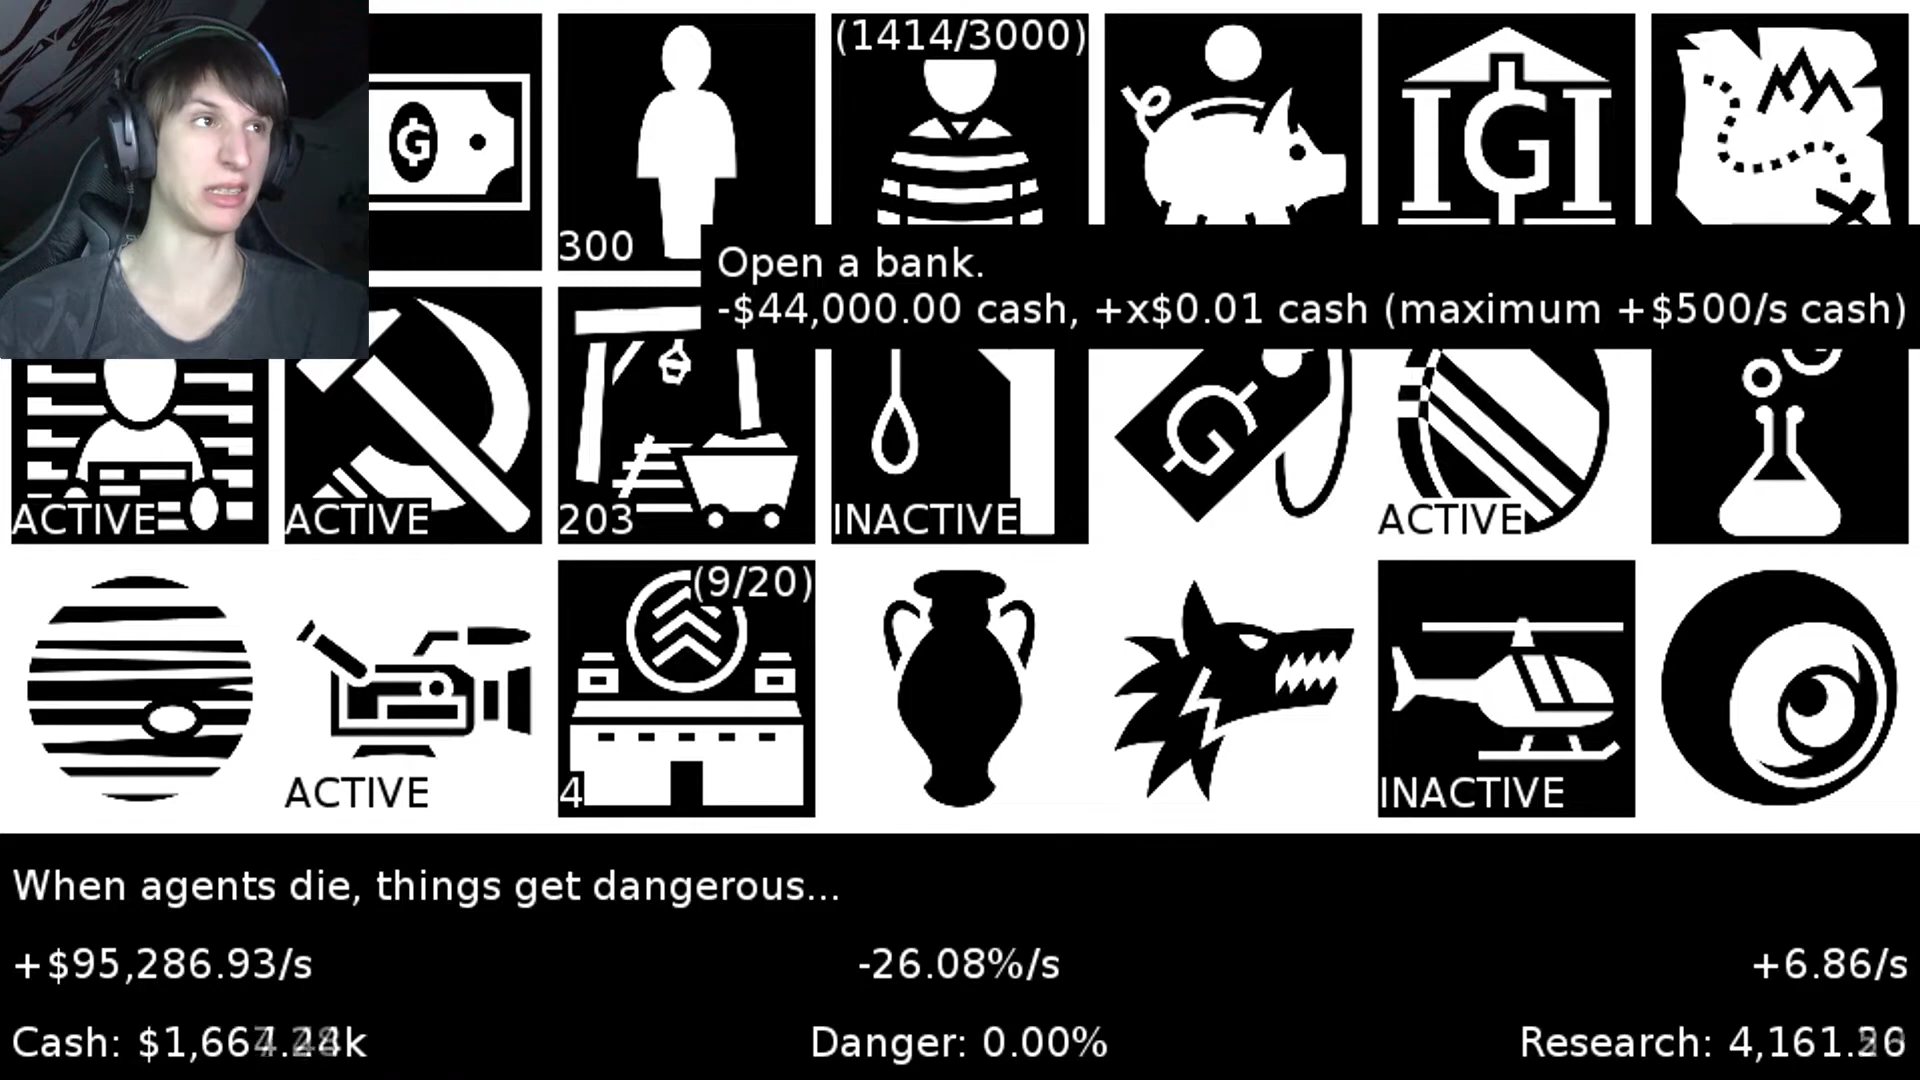 (1414/3000)
300
Open a bank.
-$44,000.00 cash, +x$0.01 cash (maximum +$500/s cash)
ACTIVE
ACTIVE
203
INACTIVE
ACTIVE
(9/20)
ACTIVE
4
INACTIVE
When agents die, things get dangerous...
+$95,286.93/s
-26.08%/s
+6.86/s
Cash:
Danger: 0.00%
Research: